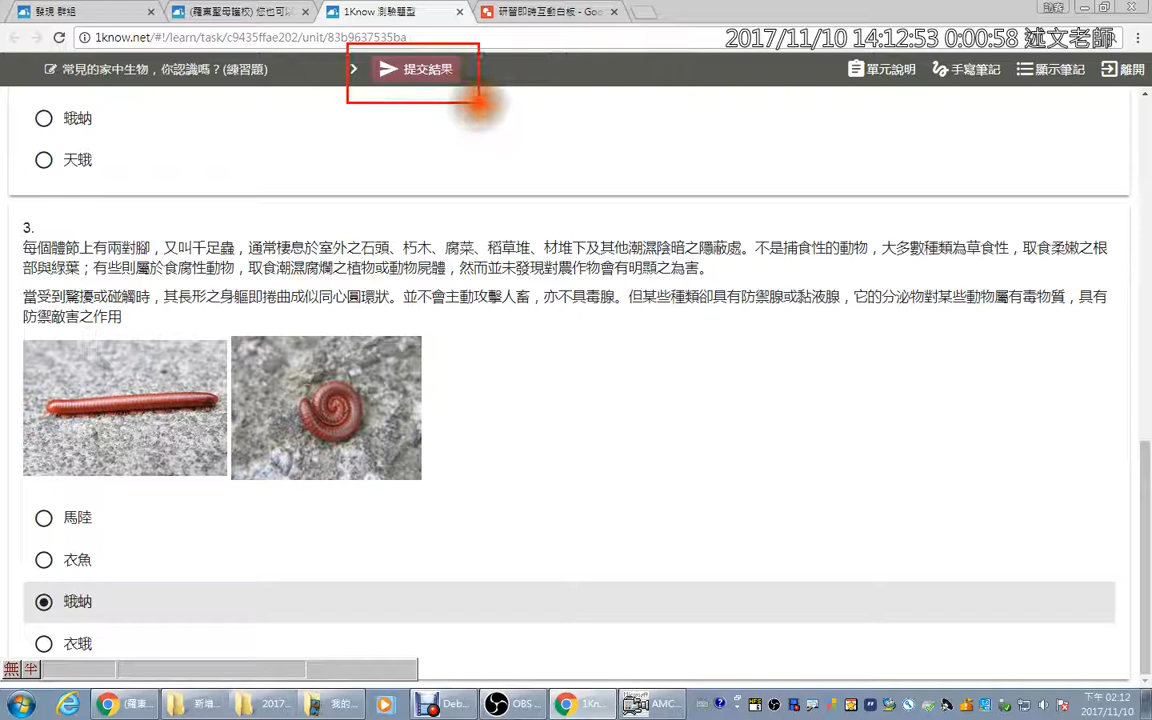 發現 群組
(羅東聖母護校) 您也可以
1Know 測驗題型
研習即時互動白板 - Goo
1know.net/#!/learn/task/c9435ffae202/unit/83b9637535ba
2017/11/10 14:12:53 0:00:58 述文老師
常見的家中生物，你認識嗎？(練習題)
提交結果
單元說明
手寫筆記
顯示筆記
離開
蛾蚋
天蛾
3.
每個體節上有兩對腳，又叫千足蟲，通常棲息於室外之石頭、朽木、腐菜、稻草堆、材堆下及其他潮濕陰暗之隱蔽處。不是捕食性的動物，大多數種類為草食性，取食柔嫩之根
部與綠葉；有些則屬於食腐性動物，取食潮濕腐爛之植物或動物屍體，然而並未發現對農作物會有明顯之為害。
當受到驚擾或碰觸時，其長形之身軀即捲曲成似同心圓環狀。並不會主動攻擊人畜，亦不具毒腺。但某些種類卻具有防禦腺或黏液腺，它的分泌物對某些動物屬有毒物質，具有
防禦敵害之作用
馬陸
衣魚
蛾蚋
衣蛾
無 半
(羅東...
新增...
2017...
我的...
Deb...
OBS ...
1Kn...
AMC...
下午 02:12
2017/11/10